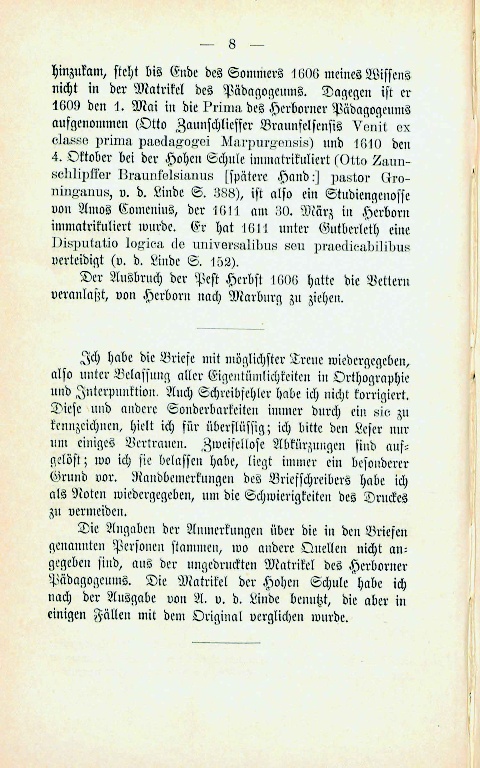 — 8 —
hinzukam, steht bis Ende des Sommers 1606 meines Wissens
nicht in der Matrikel des Pädagogeums. Dagegen ist er
1609 den 1. Mai in die Prima des Herborner Pädagogeums
aufgenommen (Otto Zaunschliesser Braunfelsensis Venit ex
classe prima paedagogei Marpurgensis) und 1610 den
4. Oktober bei der Hohen Schule immatrikuliert (Otto Zaun-
schlipffer Braunfelsianus [spätere Hand:] pastor Gro-
ninganus, v. d. Linde S. 388), ist also ein Studiengenosse
von Amos Comenius, der 1611 am 30. März in Herborn
immatrikuliert wurde. Er hat 1611 unter Gutberleth eine
Disputatio logica de universalibus seu praedicabilibus
verteidigt (v. d. Linde S. 152).
Der Ausbruch der Pest Herbst 1606 hatte die Vettern
veranlaßt, von Herborn nach Marburg zu ziehen.
Ich habe die Briefe mit möglichster Treue wiedergegeben,
also unter Belassung aller Eigentümlichkeiten in Orthographie
und Interpunktion. Auch Schreibfehler habe ich nicht korrigiert.
Diese und andere Sonderbarkeiten immer durch ein sic zu
kennzeichnen, hielt ich für überflüssig; ich bitte den Leser nur
um einiges Vertrauen. Zweifellose Abkürzungen sind auf-
gelöst; wo ich sie belassen habe, liegt immer ein besonderer
Grund vor. Randbemerkungen des Briefschreibers habe ich
als Noten wiedergegeben, um die Schwierigkeiten des Druckes
zu vermeiden.
Die Angaben der Anmerkungen über die in den Briefen
genannten Personen stammen, wo andere Quellen nicht an-
gegeben sind, aus der ungedruckten Matrikel des Herborner
Pädagogeums. Die Matrikel der Hohen Schule habe ich
nach der Ausgabe von A. v. d. Linde benutzt, die aber in
einigen Fällen mit dem Original verglichen wurde.